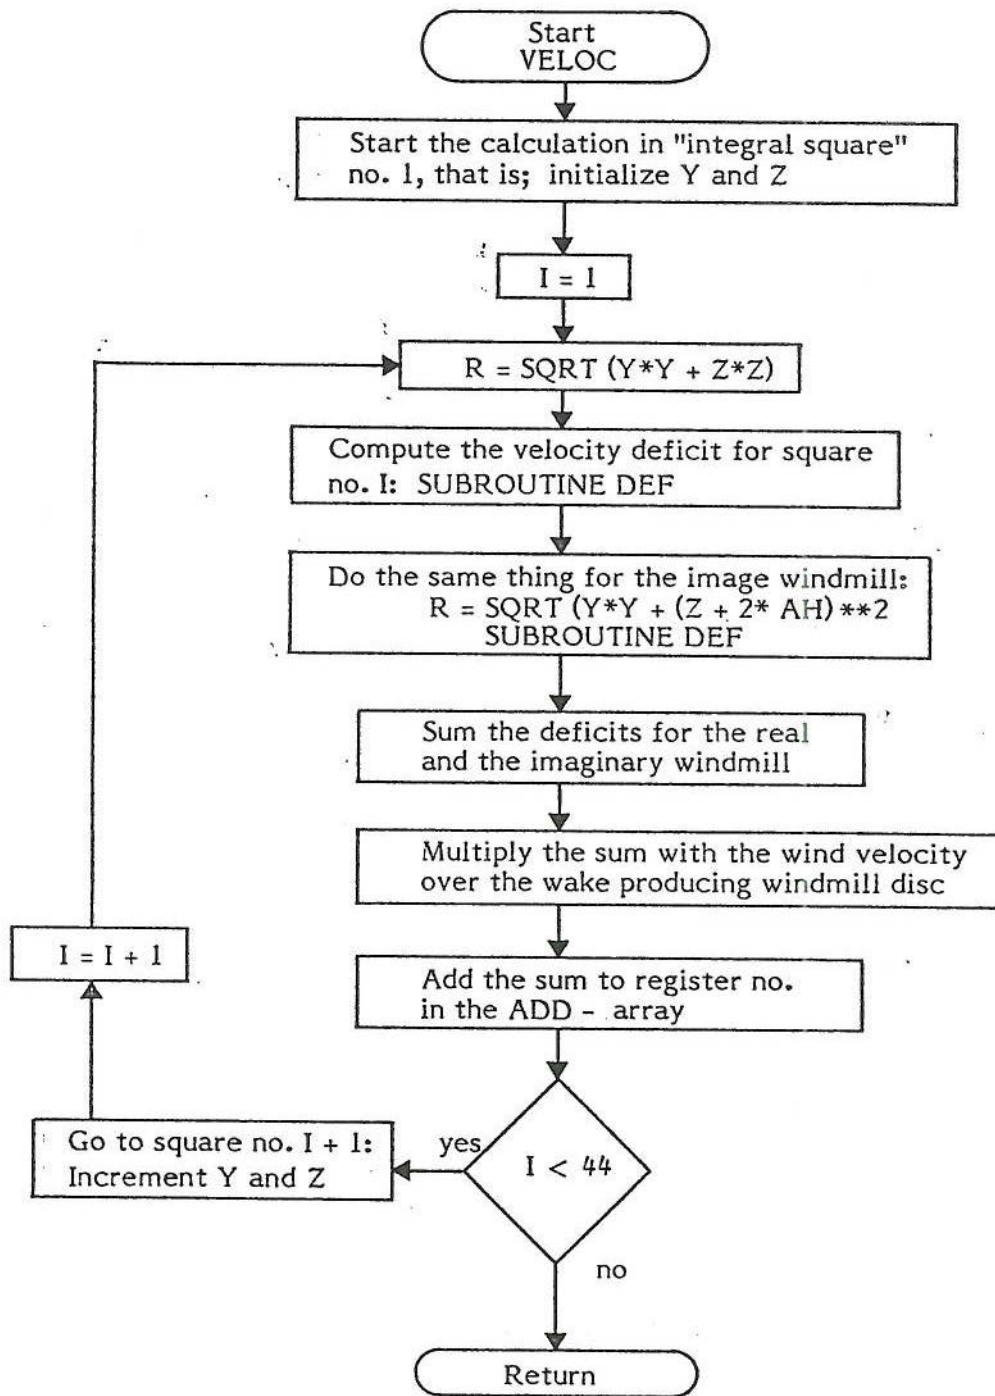 Start
VELOC
Start the calculation in "integral square"
no. 1, that is; initialize Y and Z
I = 1
R = SQRT (Y*Y + Z*Z)
Compute the velocity deficit for square
no. I: SUBROUTINE DEF
Do the same thing for the image windmill:
R = SQRT (Y*Y + (Z + 2* AH) **2
SUBROUTINE DEF
Sum the deficits for the real
and the imaginary windmill
Multiply the sum with the wind velocity
over the wake producing windmill disc
I = I + 1
Add the sum to register no.
in the ADD - array
Go to square no. I + 1:
Increment Y and Z
yes
I < 44
no
Return